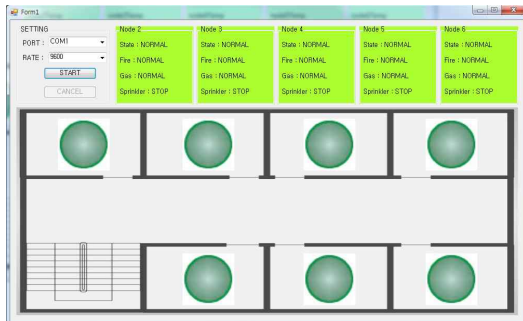 Form1
SETTING
PORT : COM1
RATE : 9600
START
CANCEL
Node 2
State : NORMAL
Fire : NORMAL
Gas : NORMAL
Sprinkler : STOP
Node 3
State : NORMAL
Fire : NORMAL
Gas : NORMAL
Sprinkler : STOP
Node 4
State : NORMAL
Fire : NORMAL
Gas : NORMAL
Sprinkler : STOP
Node 5
State : NORMAL
Fire : NORMAL
Gas : NORMAL
Sprinkler : STOP
Node 6
State : NORMAL
Fire : NORMAL
Gas : NORMAL
Sprinkler : STOP